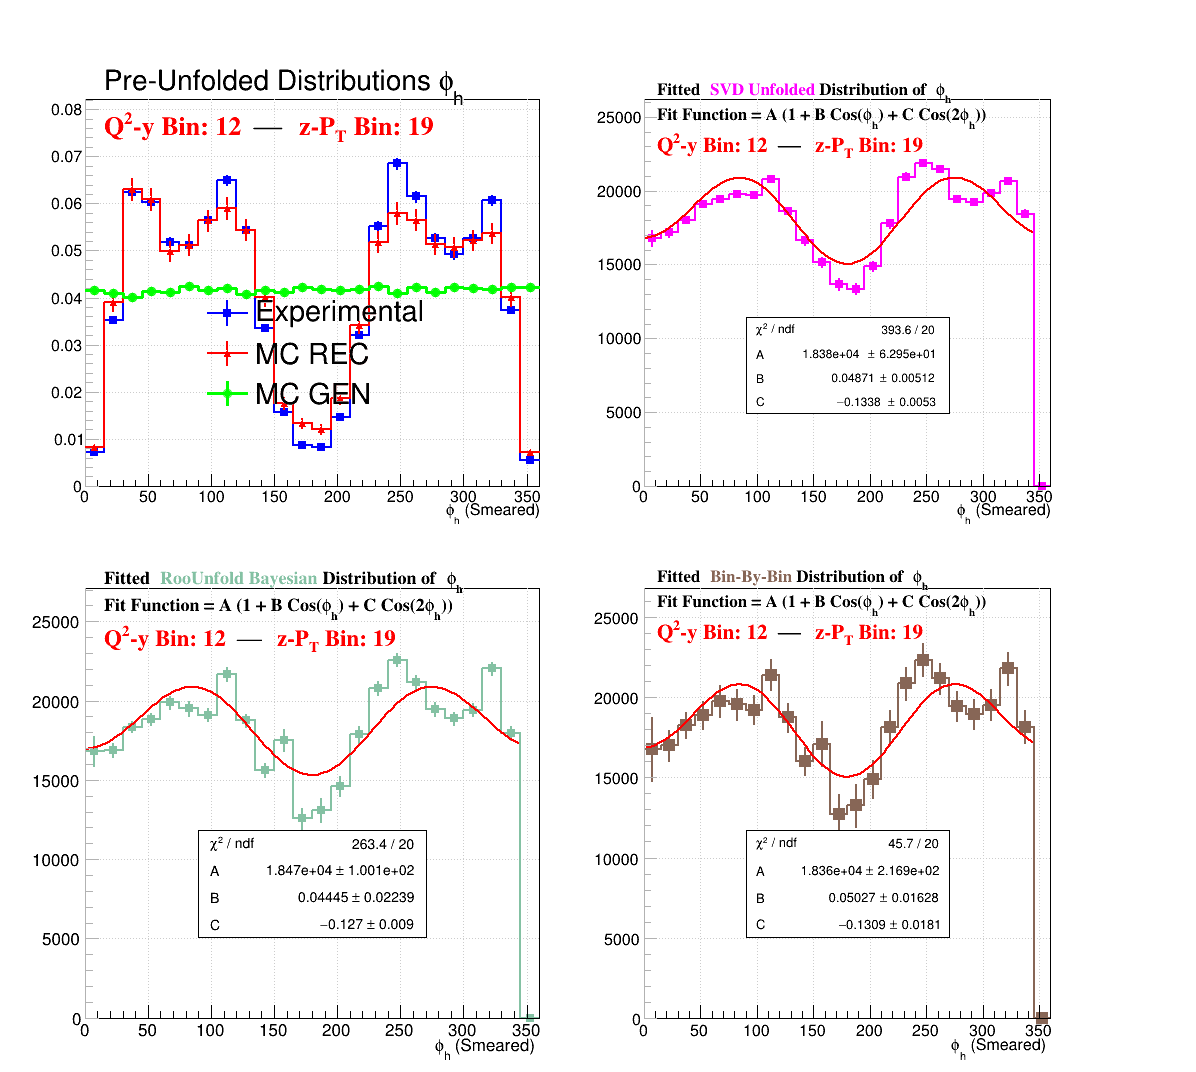 Pre-Unfolded Distributions ϕh
Q2-y Bin: 12 — z-PT Bin: 19
0.08
0.07
0.06
0.05
0.04
0.03
0.02
0.01
0
Experimental
MC REC
MC GEN
0 50 100 150 200 250 300 350
ϕh (Smeared)
Fitted SVD Unfolded Distribution of ϕh
Fit Function = A (1 + B Cos(ϕh) + C Cos(2ϕh))
Q2-y Bin: 12 — z-PT Bin: 19
25000
20000
15000
10000
5000
0
χ2 / ndf 393.6 / 20
A 1.838e+04 ± 6.295e+01
B 0.04871 ± 0.00512
C −0.1338 ± 0.0053
0 50 100 150 200 250 300 350
ϕh (Smeared)
Fitted RooUnfold Bayesian Distribution of ϕh
Fit Function = A (1 + B Cos(ϕh) + C Cos(2ϕh))
Q2-y Bin: 12 — z-PT Bin: 19
25000
20000
15000
10000
5000
0
χ2 / ndf 263.4 / 20
A 1.847e+04 ± 1.001e+02
B 0.04445 ± 0.02239
C −0.127 ± 0.009
0 50 100 150 200 250 300 350
ϕh (Smeared)
Fitted Bin-By-Bin Distribution of ϕh
Fit Function = A (1 + B Cos(ϕh) + C Cos(2ϕh))
Q2-y Bin: 12 — z-PT Bin: 19
25000
20000
15000
10000
5000
0
χ2 / ndf 45.7 / 20
A 1.836e+04 ± 2.169e+02
B 0.05027 ± 0.01628
C −0.1309 ± 0.0181
0 50 100 150 200 250 300 350
ϕh (Smeared)